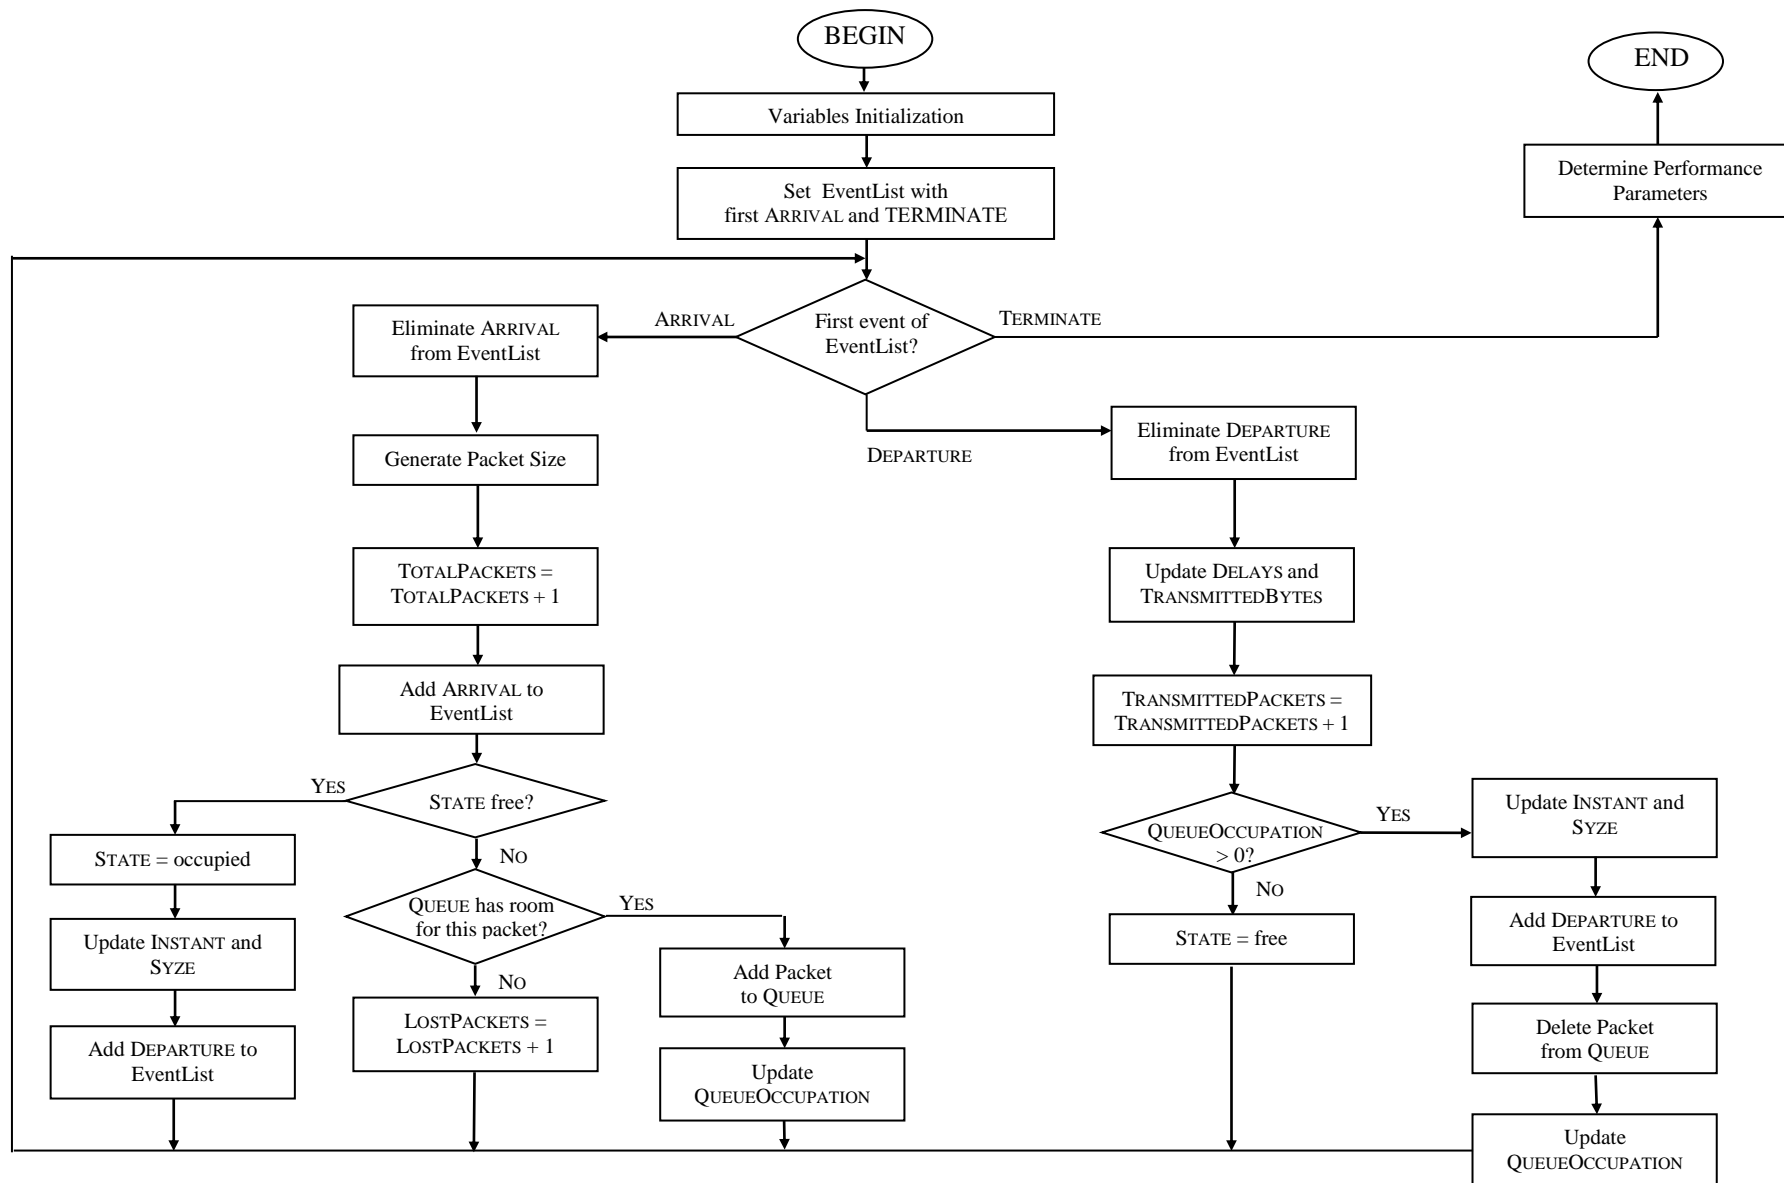 BEGIN
END
Variables Initialization
Determine Performance
Parameters
Set EventList with
first ARRIVAL and TERMINATE
ARRIVAL
First event of
EventList?
TERMINATE
Eliminate ARRIVAL
from EventList
DEPARTURE
Eliminate DEPARTURE
from EventList
Generate Packet Size
TOTALPACKETS =
TOTALPACKETS + 1
Update DELAYS and
TRANSMITTEDBYTES
Add ARRIVAL to
EventList
TRANSMITTEDPACKETS =
TRANSMITTEDPACKETS + 1
YES
STATE free?
NO
STATE = occupied
Update INSTANT and
SYZE
Add DEPARTURE to
EventList
QUEUE has room
for this packet?
YES
NO
LOSTPACKETS =
LOSTPACKETS + 1
Add Packet
to QUEUE
Update
QUEUEOCCUPATION
QUEUEOCCUPATION
> 0?
YES
NO
STATE = free
Update INSTANT and
SYZE
Add DEPARTURE to
EventList
Delete Packet
from QUEUE
Update
QUEUEOCCUPATION